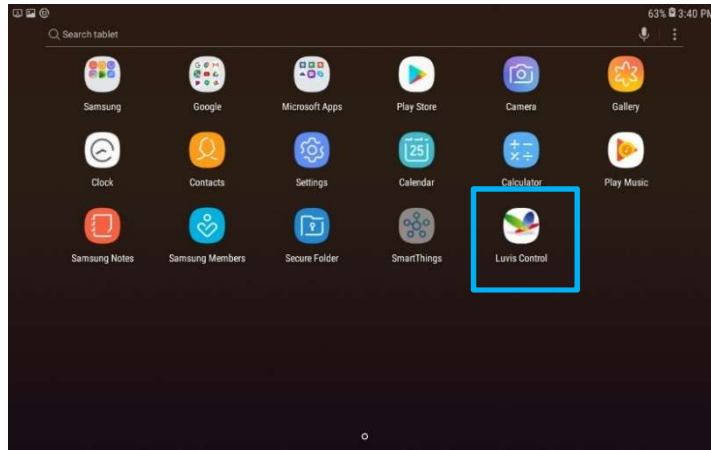 63% 3:40 PM
Search tablet
Samsung Google Microsoft Apps Play Store Camera Gallery
25
Clock Contacts Settings Calendar Calculator Play Music
Samsung Notes Samsung Members Secure Folder SmartThings Luvis Control